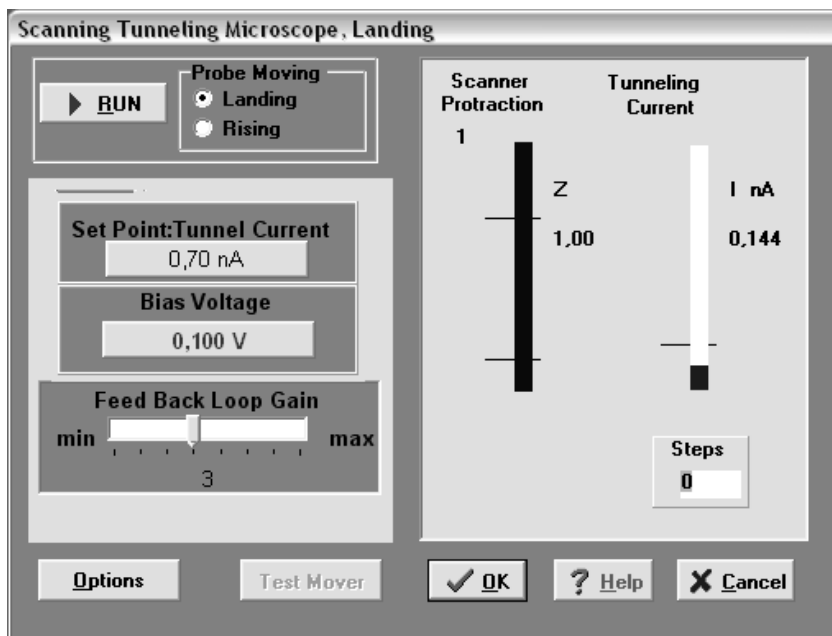 Scanning Tunneling Microscope, Landing
RUN
Probe Moving
Landing
Rising
Set Point:Tunnel Current
0,70 nA
Bias Voltage
0,100 V
Feed Back Loop Gain
min
max
3
Scanner
Protraction
1
Z
1,00
Tunneling
Current
I nA
0,144
Steps
0
Options
Test Mover
OK
Help
Cancel